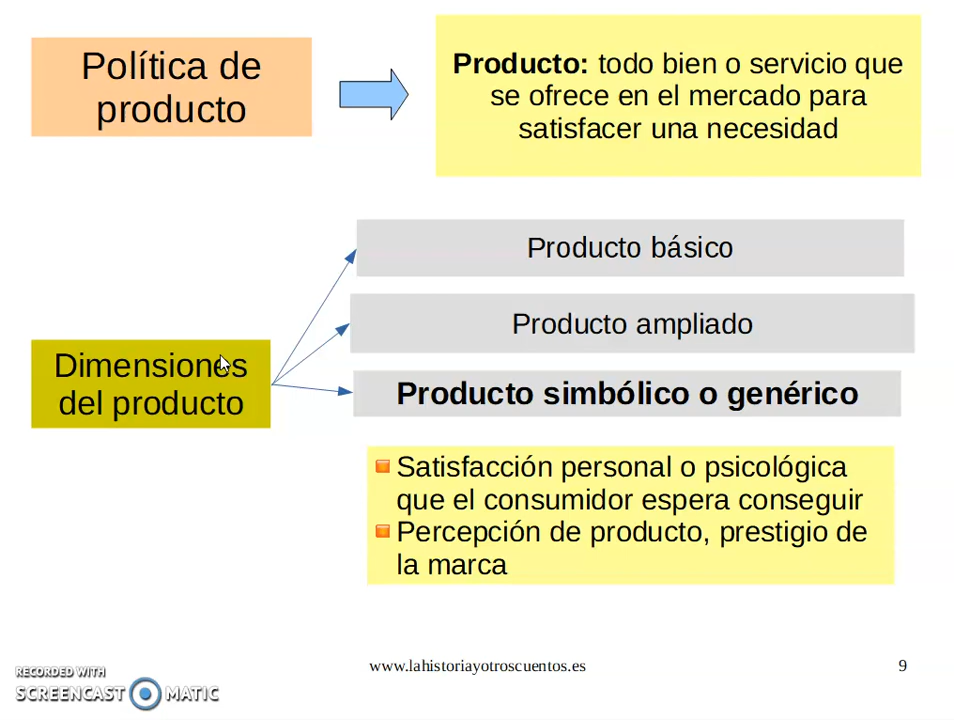 Política de
producto
Producto: todo bien o servicio que
se ofrece en el mercado para
satisfacer una necesidad
Producto básico
Producto ampliado
Dimensiones
del producto
Producto simbólico o genérico
Satisfacción personal o psicológica
que el consumidor espera conseguir
Percepción de producto, prestigio de
la marca
www.lahistoriayotroscuentos.es
9
RECORDED WITH
SCREENCAST MATIC